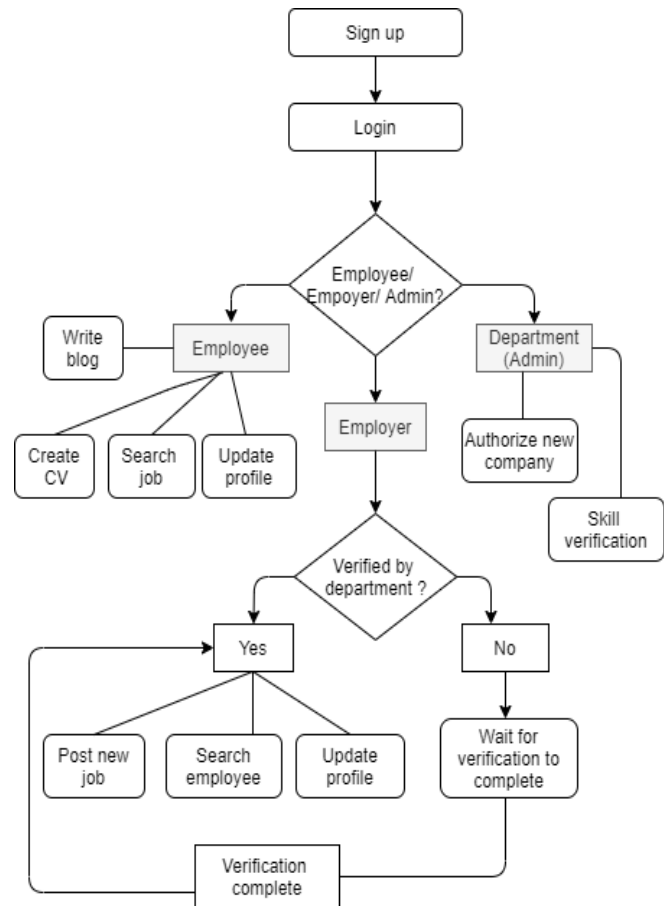 Sign up
Login
Employee/
Empoyer/ Admin?
Write
blog
Employee
Department
(Admin)
Employer
Create
CV
Search
job
Update
profile
Authorize new
company
Skill
verification
Verified by
department ?
Yes
No
Post new
job
Search
employee
Update
profile
Wait for
verification to
complete
Verification
complete